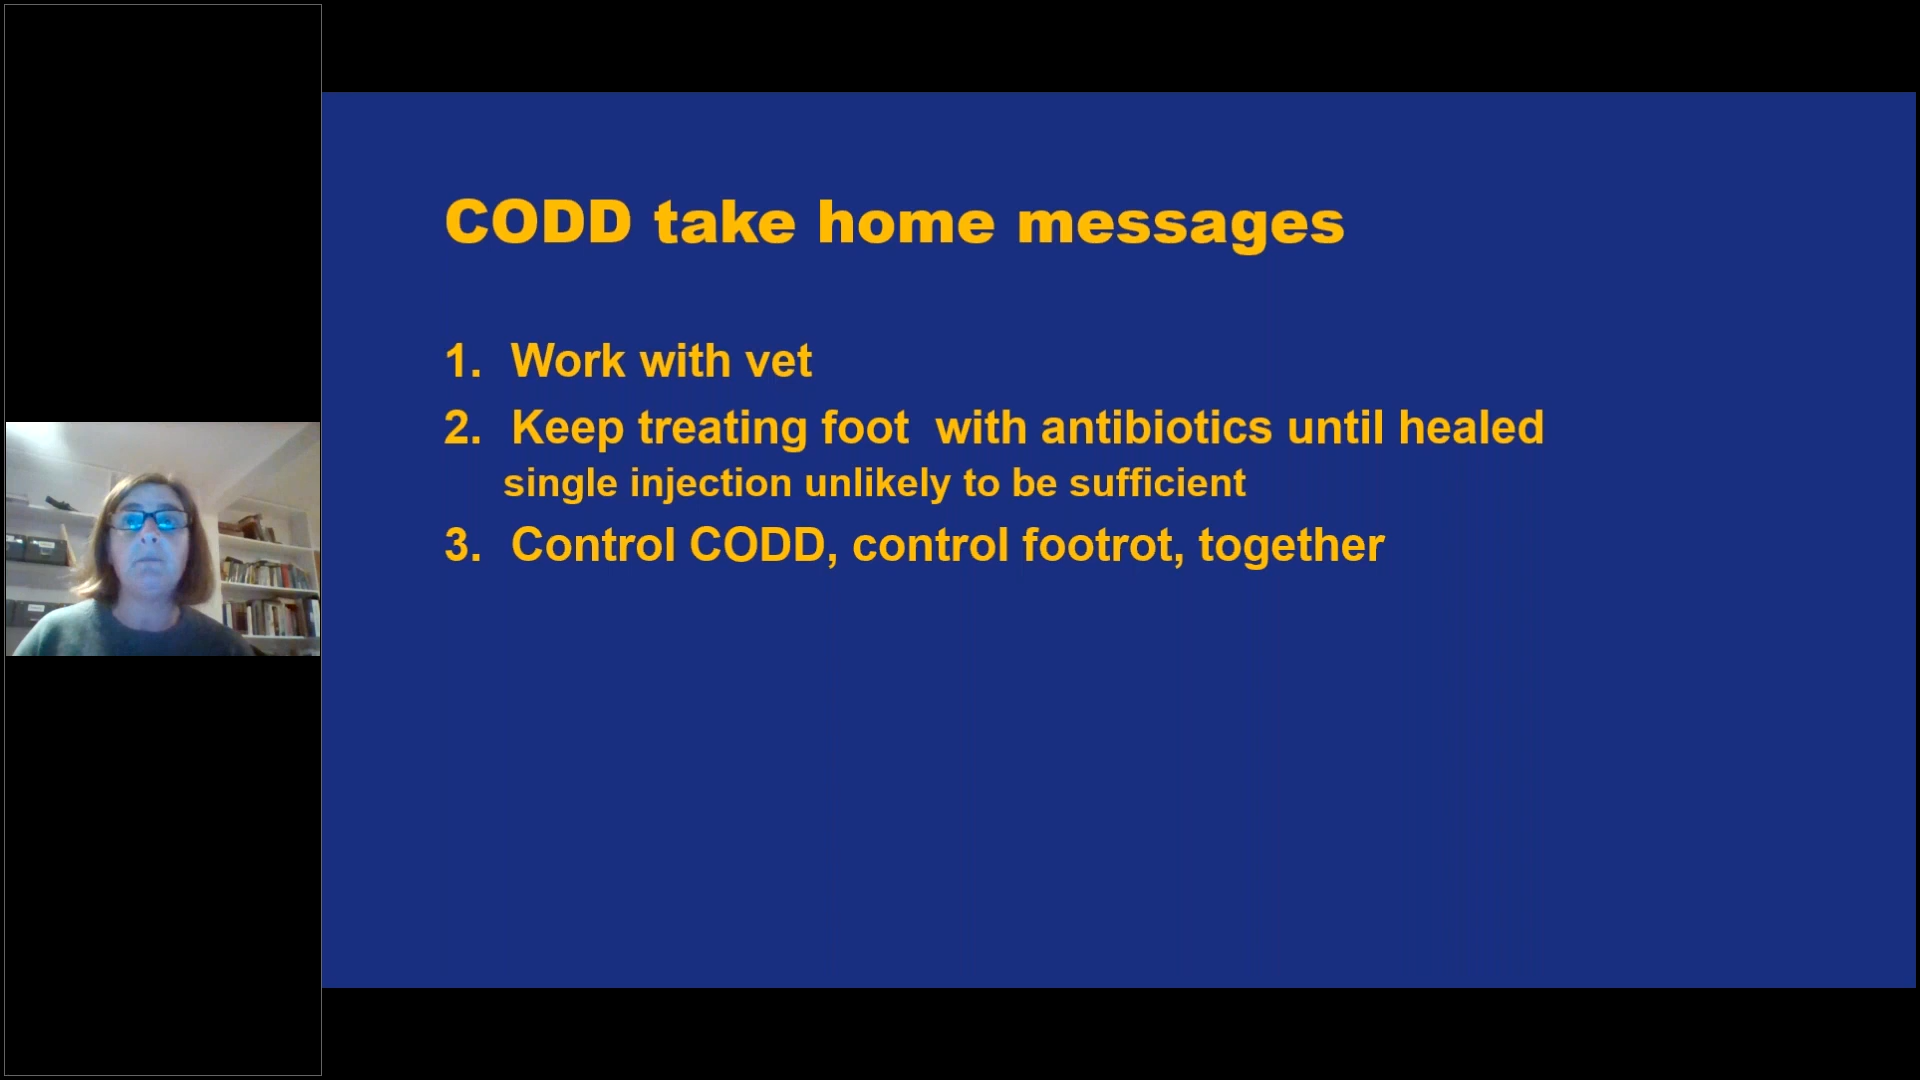 CODD take home messages
1. Work with vet
2. Keep treating foot with antibiotics until healed
single injection unlikely to be sufficient
3. Control CODD, control footrot, together